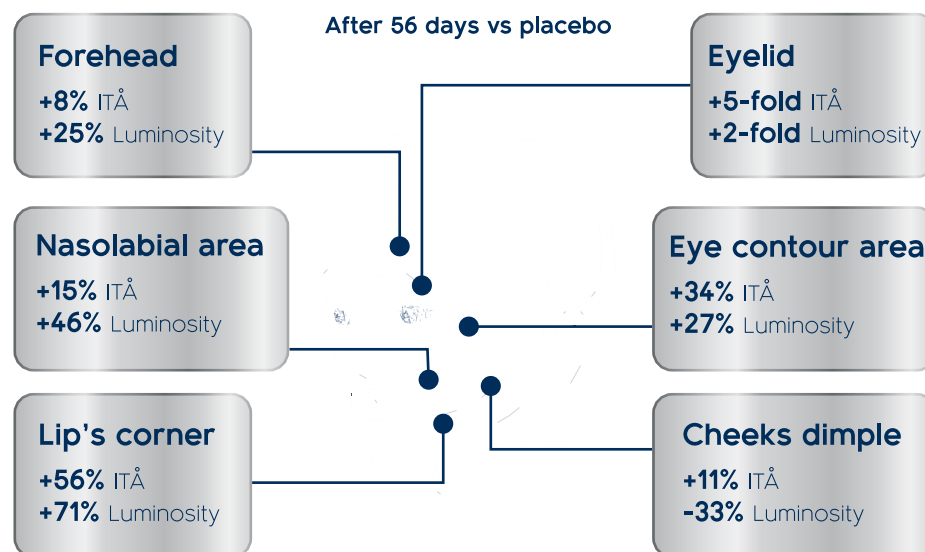 After 56 days vs placebo
Forehead
+8% ITÅ
+25% Luminosity
Eyelid
+5-fold ITÅ
+2-fold Luminosity
Nasolabial area
+15% ITÅ
+46% Luminosity
Eye contour area
+34% ITÅ
+27% Luminosity
Lip's corner
+56% ITÅ
+71% Luminosity
Cheeks dimple
+11% ITÅ
-33% Luminosity